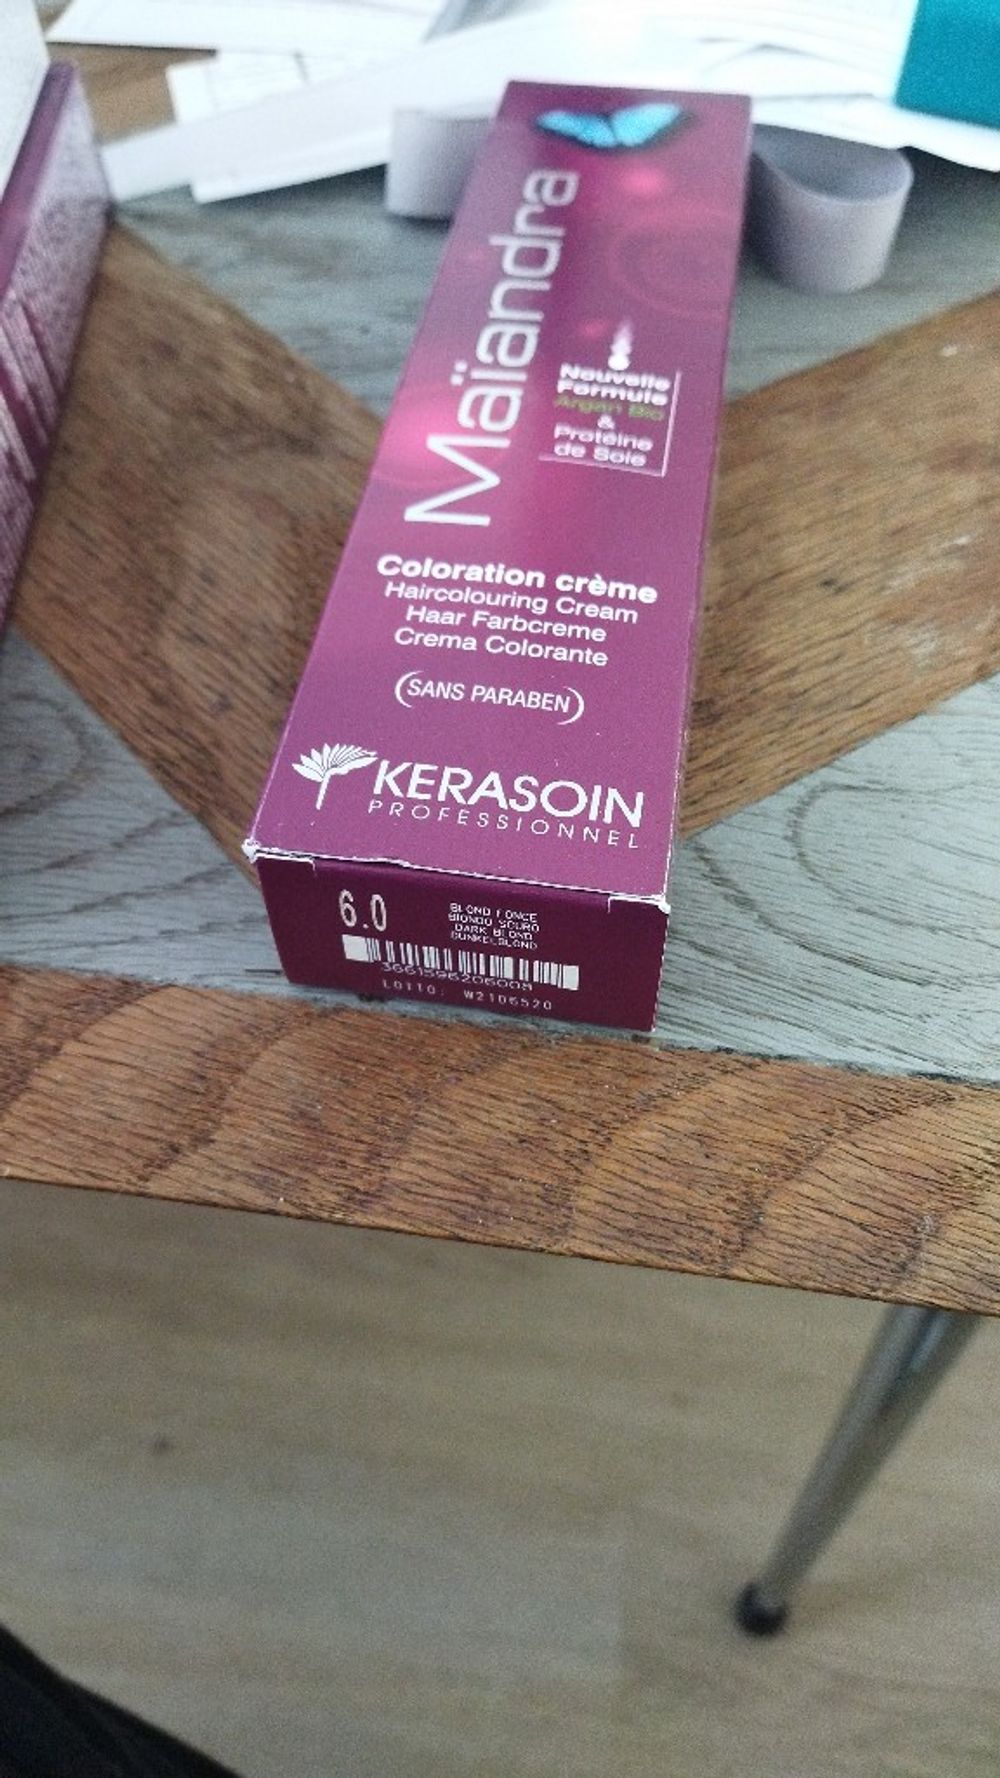 Maïandra
Nouvelle
Formule
Argan Bio
&
Protéine
de Soie
Coloration crème
Haircolouring Cream
Haar Farbcreme
Crema Colorante
(SANS PARABEN)
KERASOIN
PROFESSIONNEL
6.0
BLOND FONCE
BIONDO SCURO
DARK BLOND
DUNKELBLOND
3661596206008
LOTTO: W2106520